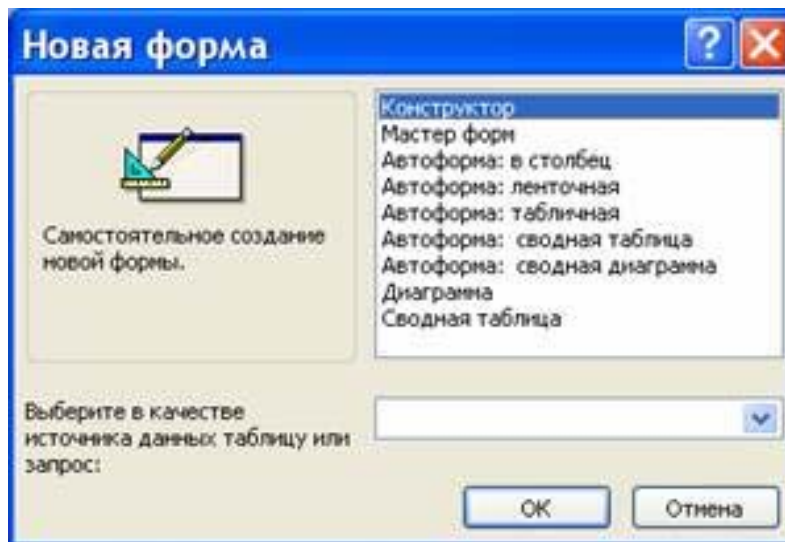 Новая форма
Конструктор
Мастер форм
Автоформа: в столбец
Автоформа: ленточная
Автоформа: табличная
Автоформа: сводная таблица
Автоформа: сводная диаграмма
Диаграмма
Сводная таблица
Самостоятельное создание
новой формы.
Выберите в качестве
источника данных таблицу или
запрос:
ОК
Отмена